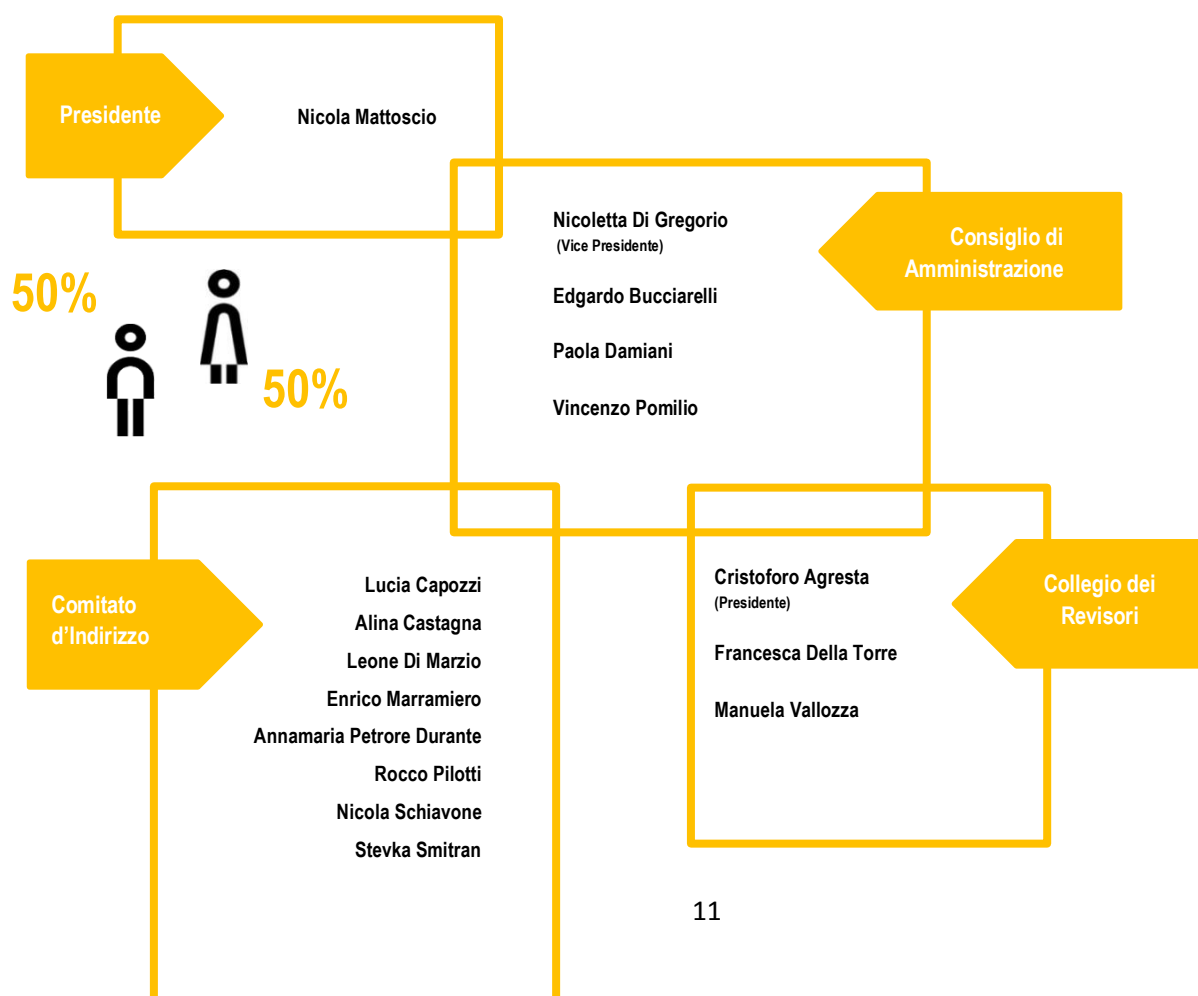 Presidente
Nicola Mattoscio
Nicoletta Di Gregorio
(Vice Presidente)
Edgardo Bucciarelli
Paola Damiani
Vincenzo Pomilio
Consiglio di
Amministrazione
50%
50%
Comitato
d’Indirizzo
Lucia Capozzi
Alina Castagna
Leone Di Marzio
Enrico Marramiero
Annamaria Petrore Durante
Rocco Pilotti
Nicola Schiavone
Stevka Smitran
Cristoforo Agresta
(Presidente)
Francesca Della Torre
Manuela Vallozza
Collegio dei
Revisori
11